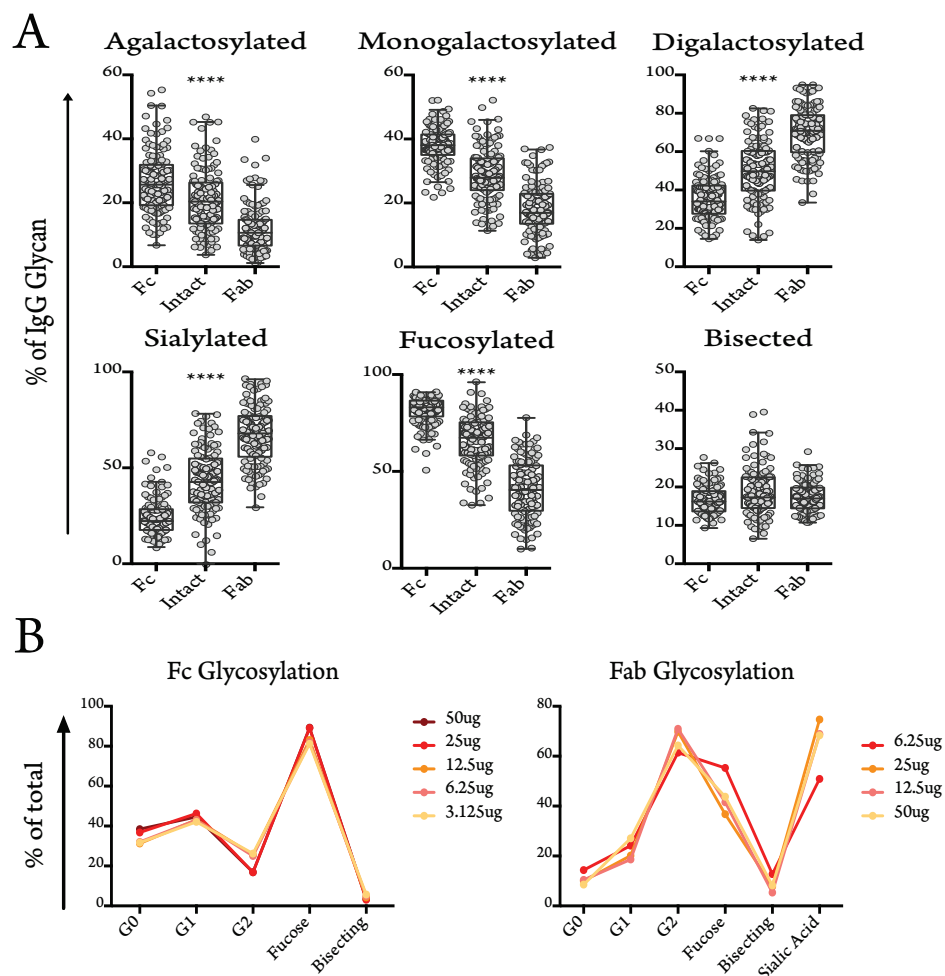 A
Agalactosylated
Monogalactosylated
Digalactosylated
% of IgG Glycan
60
40
20
0
****
Fc
Intact
Fab
60
40
20
0
****
Fc
Intact
Fab
100
80
60
40
20
0
****
Fc
Intact
Fab
Sialylated
Fucosylated
Bisected
100
50
0
****
Fc
Intact
Fab
100
50
0
****
Fc
Intact
Fab
50
40
30
20
10
0
Fc
Intact
Fab
B
Fc Glycosylation
% of total
100
80
60
40
20
0
G0
G1
G2
Fucose
Bisecting
50ug
25ug
12.5ug
6.25ug
3.125ug
Fab Glycosylation
80
60
40
20
0
G0
G1
G2
Fucose
Bisecting
Sialic Acid
6.25ug
25ug
12.5ug
50ug